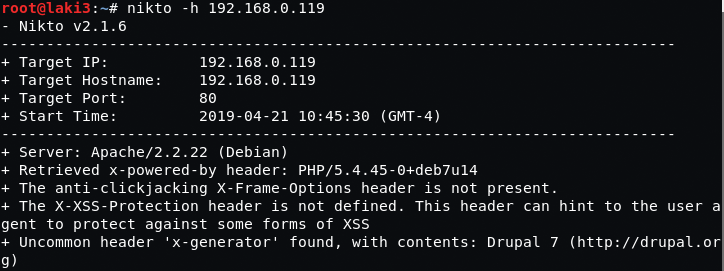 root@laki3:~# nikto -h 192.168.0.119
- Nikto v2.1.6
---------------------------------------------------------------------------
+ Target IP:          192.168.0.119
+ Target Hostname:    192.168.0.119
+ Target Port:        80
+ Start Time:         2019-04-21 10:45:30 (GMT-4)
---------------------------------------------------------------------------
+ Server: Apache/2.2.22 (Debian)
+ Retrieved x-powered-by header: PHP/5.4.45-0+deb7u14
+ The anti-clickjacking X-Frame-Options header is not present.
+ The X-XSS-Protection header is not defined. This header can hint to the user a
gent to protect against some forms of XSS
+ Uncommon header 'x-generator' found, with contents: Drupal 7 (http://drupal.or
g)